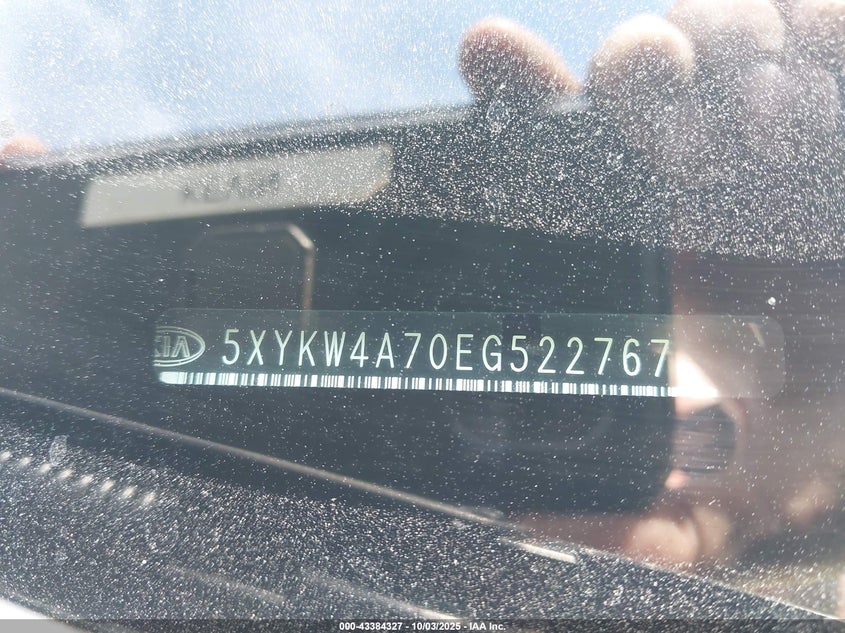 KIA 5XYKW4A70EG522767
000-43384327 - 10/03/2025 - IAA Inc.